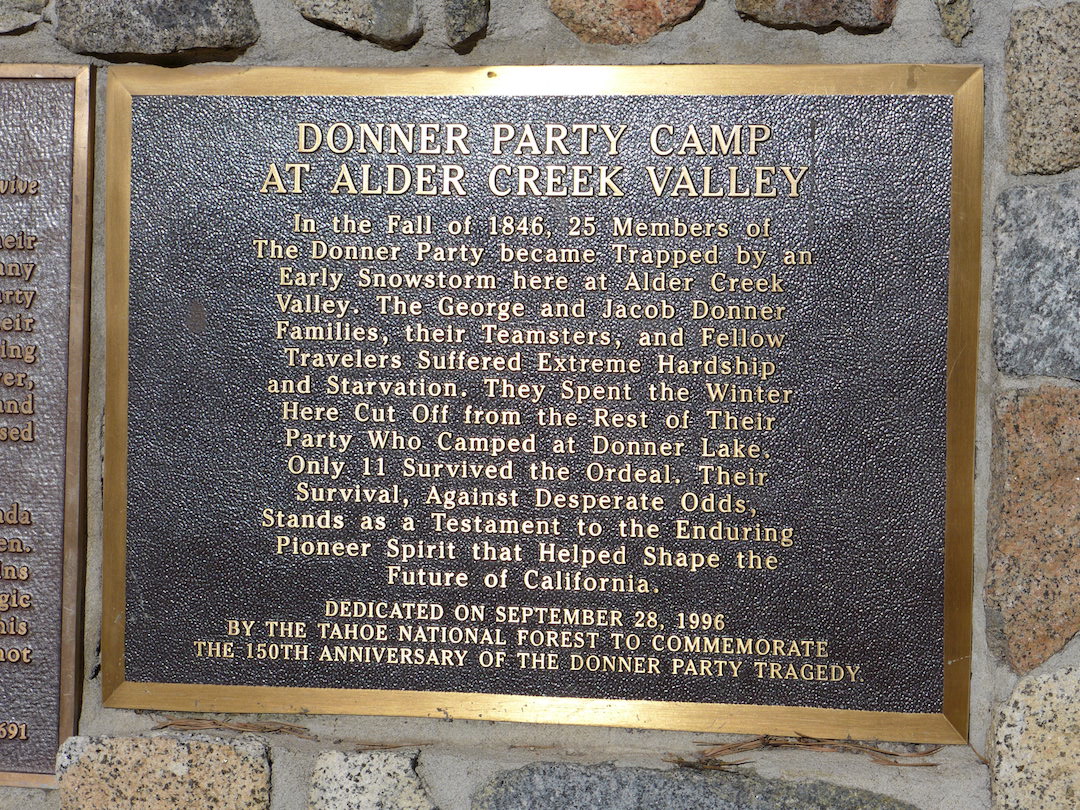 DONNER PARTY CAMP
AT ALDER CREEK VALLEY
In the Fall of 1846, 25 Members of
The Donner Party became Trapped by an
Early Snowstorm here at Alder Creek
Valley. The George and Jacob Donner
Families, their Teamsters, and Fellow
Travelers Suffered Extreme Hardship
and Starvation. They Spent the Winter
Here Cut Off from the Rest of Their
Party Who Camped at Donner Lake.
Only 11 Survived the Ordeal. Their
Survival, Against Desperate Odds,
Stands as a Testament to the Enduring
Pioneer Spirit that Helped Shape the
Future of California.
DEDICATED ON SEPTEMBER 28, 1996
BY THE TAHOE NATIONAL FOREST TO COMMEMORATE
THE 150TH ANNIVERSARY OF THE DONNER PARTY TRAGEDY.